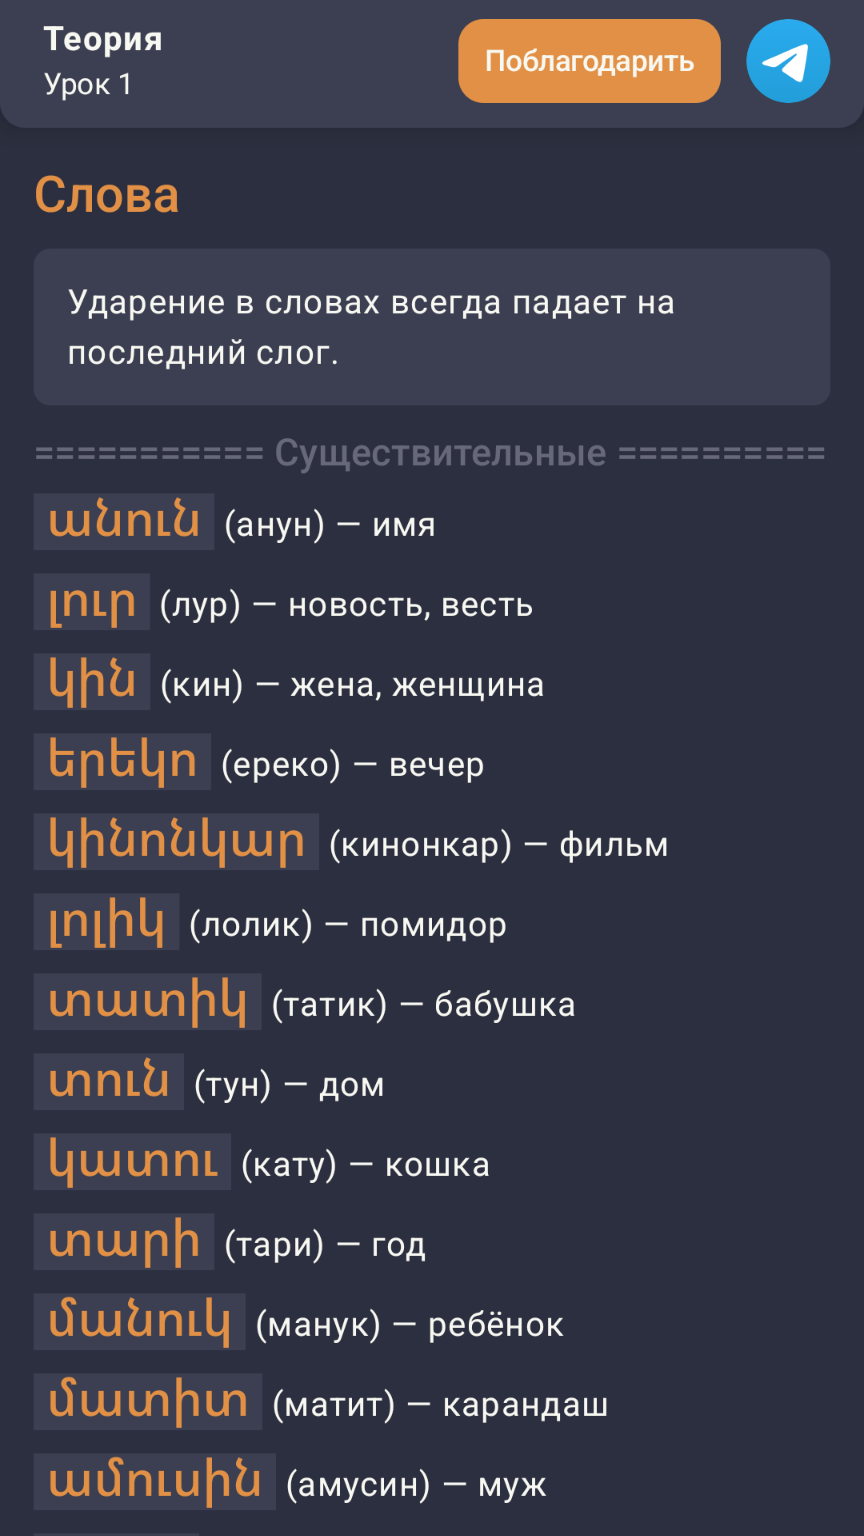 Теория
Урок 1
Поблагодарить
Слова
Ударение в словах всегда падает на
последний слог.
=========== Существительные ==========
անուն (анун) — имя
լուր (лур) — новость, весть
կին (кин) — жена, женщина
երեկո (ереко) — вечер
կինոնկար (кинонкар) — фильм
լոլիկ (лолик) — помидор
տատիկ (татик) — бабушка
տուն (тун) — дом
կատու (кату) — кошка
տարի (тари) — год
մանուկ (манук) — ребёнок
մատիտ (матит) — карандаш
ամուսին (амусин) — муж